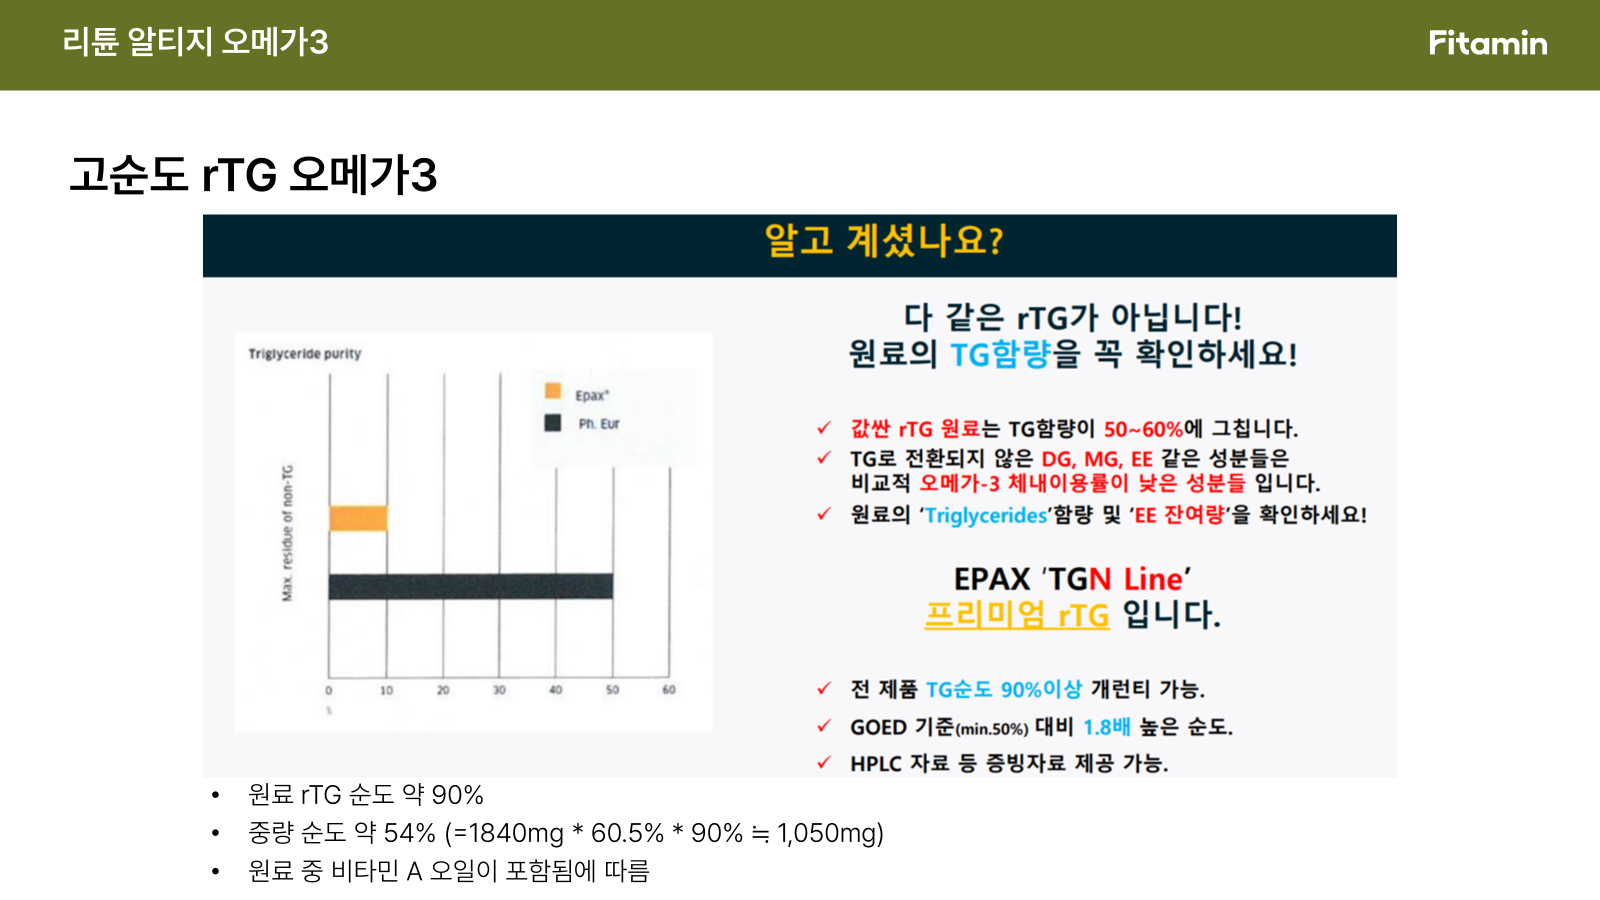 리튠 알티지 오메가3
Fitamin
고순도 rTG 오메가3
알고 계셨나요?
Triglyceride purity
Epax®
Ph. Eur
Max. residue of non-TG
0 10 20 30 40 50 60
%
다 같은 rTG가 아닙니다!
원료의 TG함량을 꼭 확인하세요!
✓ 값싼 rTG 원료는 TG함량이 50~60%에 그칩니다.
✓ TG로 전환되지 않은 DG, MG, EE 같은 성분들은
비교적 오메가-3 체내이용률이 낮은 성분들 입니다.
✓ 원료의 ‘Triglycerides’함량 및 ‘EE 잔여량’을 확인하세요!
EPAX ‘TGN Line’
프리미엄 rTG 입니다.
✓ 전 제품 TG순도 90%이상 개런티 가능.
✓ GOED 기준(min.50%) 대비 1.8배 높은 순도.
✓ HPLC 자료 등 증빙자료 제공 가능.
• 원료 rTG 순도 약 90%
• 중량 순도 약 54% (=1840mg * 60.5% * 90% ≒ 1,050mg)
• 원료 중 비타민 A 오일이 포함됨에 따름